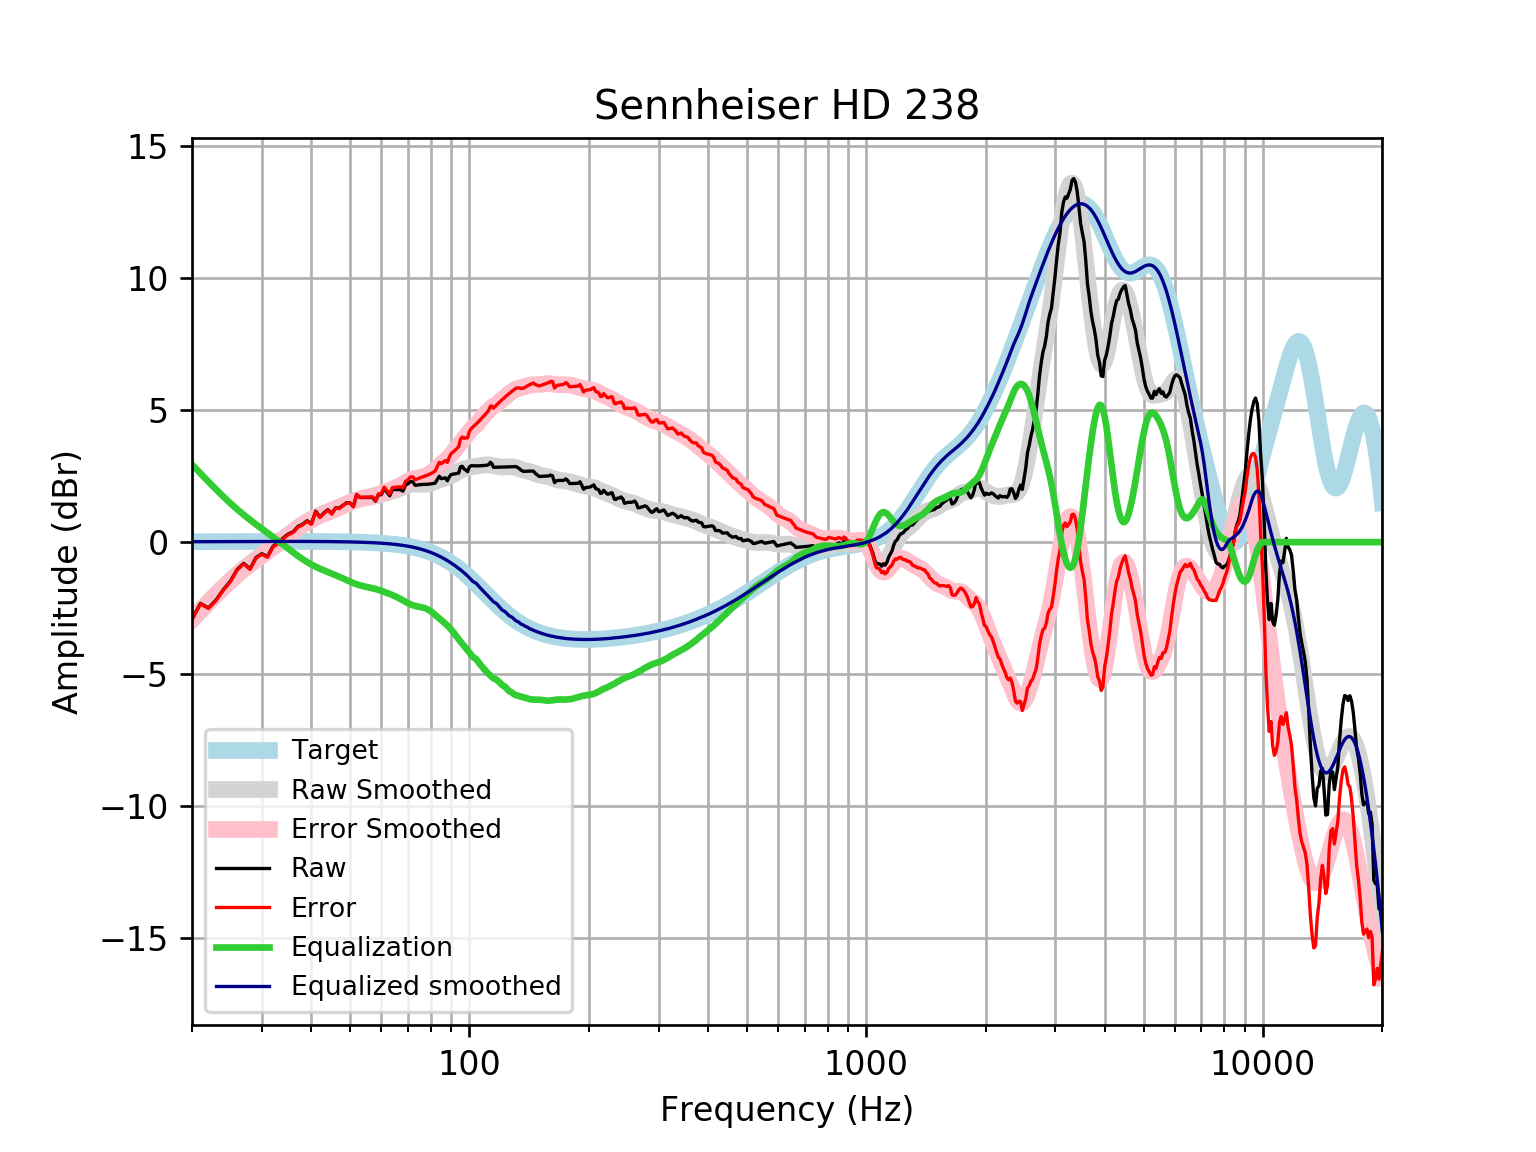 Sennheiser HD 238
15
10
5
0
−5
−10
−15
Amplitude (dBr)
Target
Raw Smoothed
Error Smoothed
Raw
Error
Equalization
Equalized smoothed
100 1000 10000
Frequency (Hz)